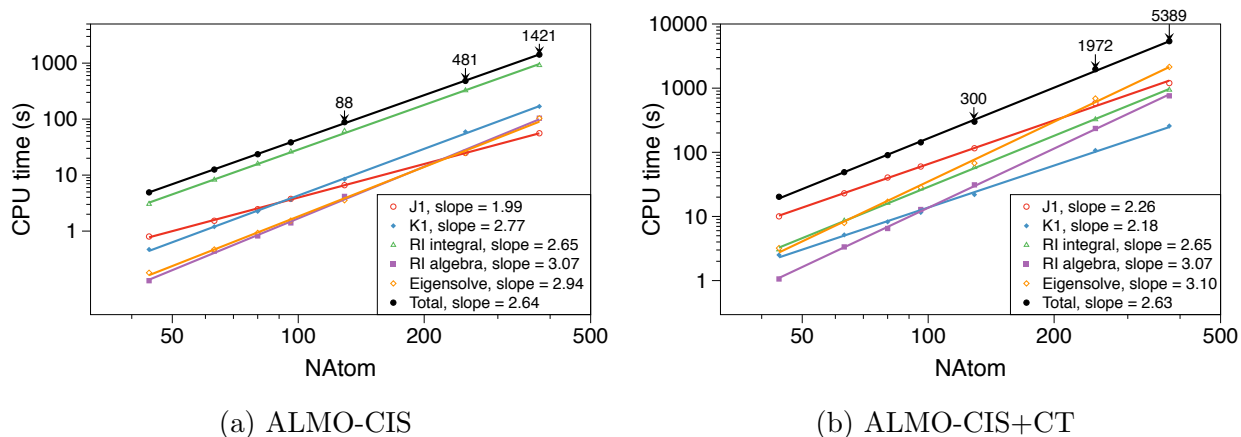 1421
481
88
1000
100
10
1
CPU time (s)
J1, slope = 1.99
K1, slope = 2.77
RI integral, slope = 2.65
RI algebra, slope = 3.07
Eigensolve, slope = 2.94
Total, slope = 2.64
50
100
200
500
NAtom
(a) ALMO-CIS
5389
1972
300
10000
1000
100
10
1
CPU time (s)
J1, slope = 2.26
K1, slope = 2.18
RI integral, slope = 2.65
RI algebra, slope = 3.07
Eigensolve, slope = 3.10
Total, slope = 2.63
50
100
200
500
NAtom
(b) ALMO-CIS+CT